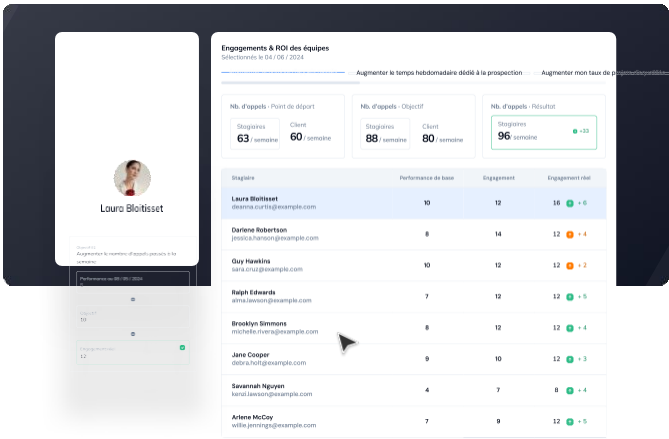 Laura Bloitisset
Augmenter le nombre d'appels passés à la
semaine
Performance au 09 / 05 / 2024
10
12
Engagements & ROI des équipes
Sélectionnés le 04 / 06 / 2024
Augmenter le temps hebdomadaire dédié à la prospection
Augmenter mon taux de
Nb. d'appels · Point de départ
Stagiaires
63 / semaine
Client
60 / semaine
Nb. d'appels · Objectif
Stagiaires
88 / semaine
Client
80 / semaine
Nb. d'appels · Résultat
Stagiaires
96 / semaine
+33
Stagiaire Performance de base Engagement Engagement réel
Laura Bloitisset
deanna.curtis@example.com
10 12 16 + 6
Darlene Robertson
jessica.hanson@example.com
8 14 12 + 4
Guy Hawkins
sara.cruz@example.com
10 12 12 + 2
Ralph Edwards
alma.lawson@example.com
7 12 12 + 5
Brooklyn Simmons
michelle.rivera@example.com
8 12 12 + 4
Jane Cooper
debra.holt@example.com
9 10 12 + 3
Savannah Nguyen
kenzi.lawson@example.com
4 7 8 + 4
Arlene McCoy
willie.jennings@example.com
7 9 12 + 5